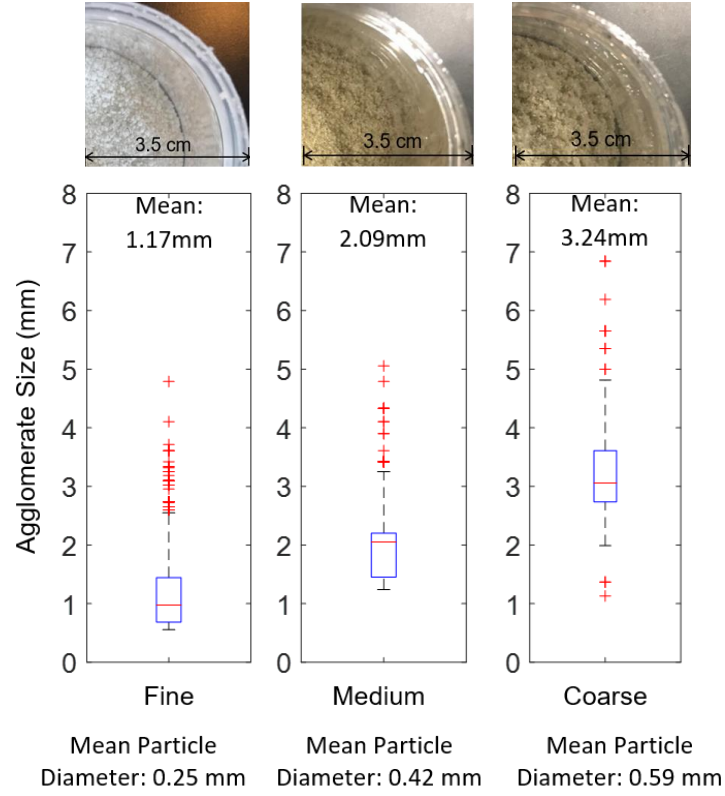 3.5 cm
3.5 cm
3.5 cm
Agglomerate Size (mm)
8
7
6
5
4
3
2
1
0
Mean:
1.17mm
Fine
Mean Particle
Diameter: 0.25 mm
8
7
6
5
4
3
2
1
0
Mean:
2.09mm
Medium
Mean Particle
Diameter: 0.42 mm
8
7
6
5
4
3
2
1
0
Mean:
3.24mm
Coarse
Mean Particle
Diameter: 0.59 mm